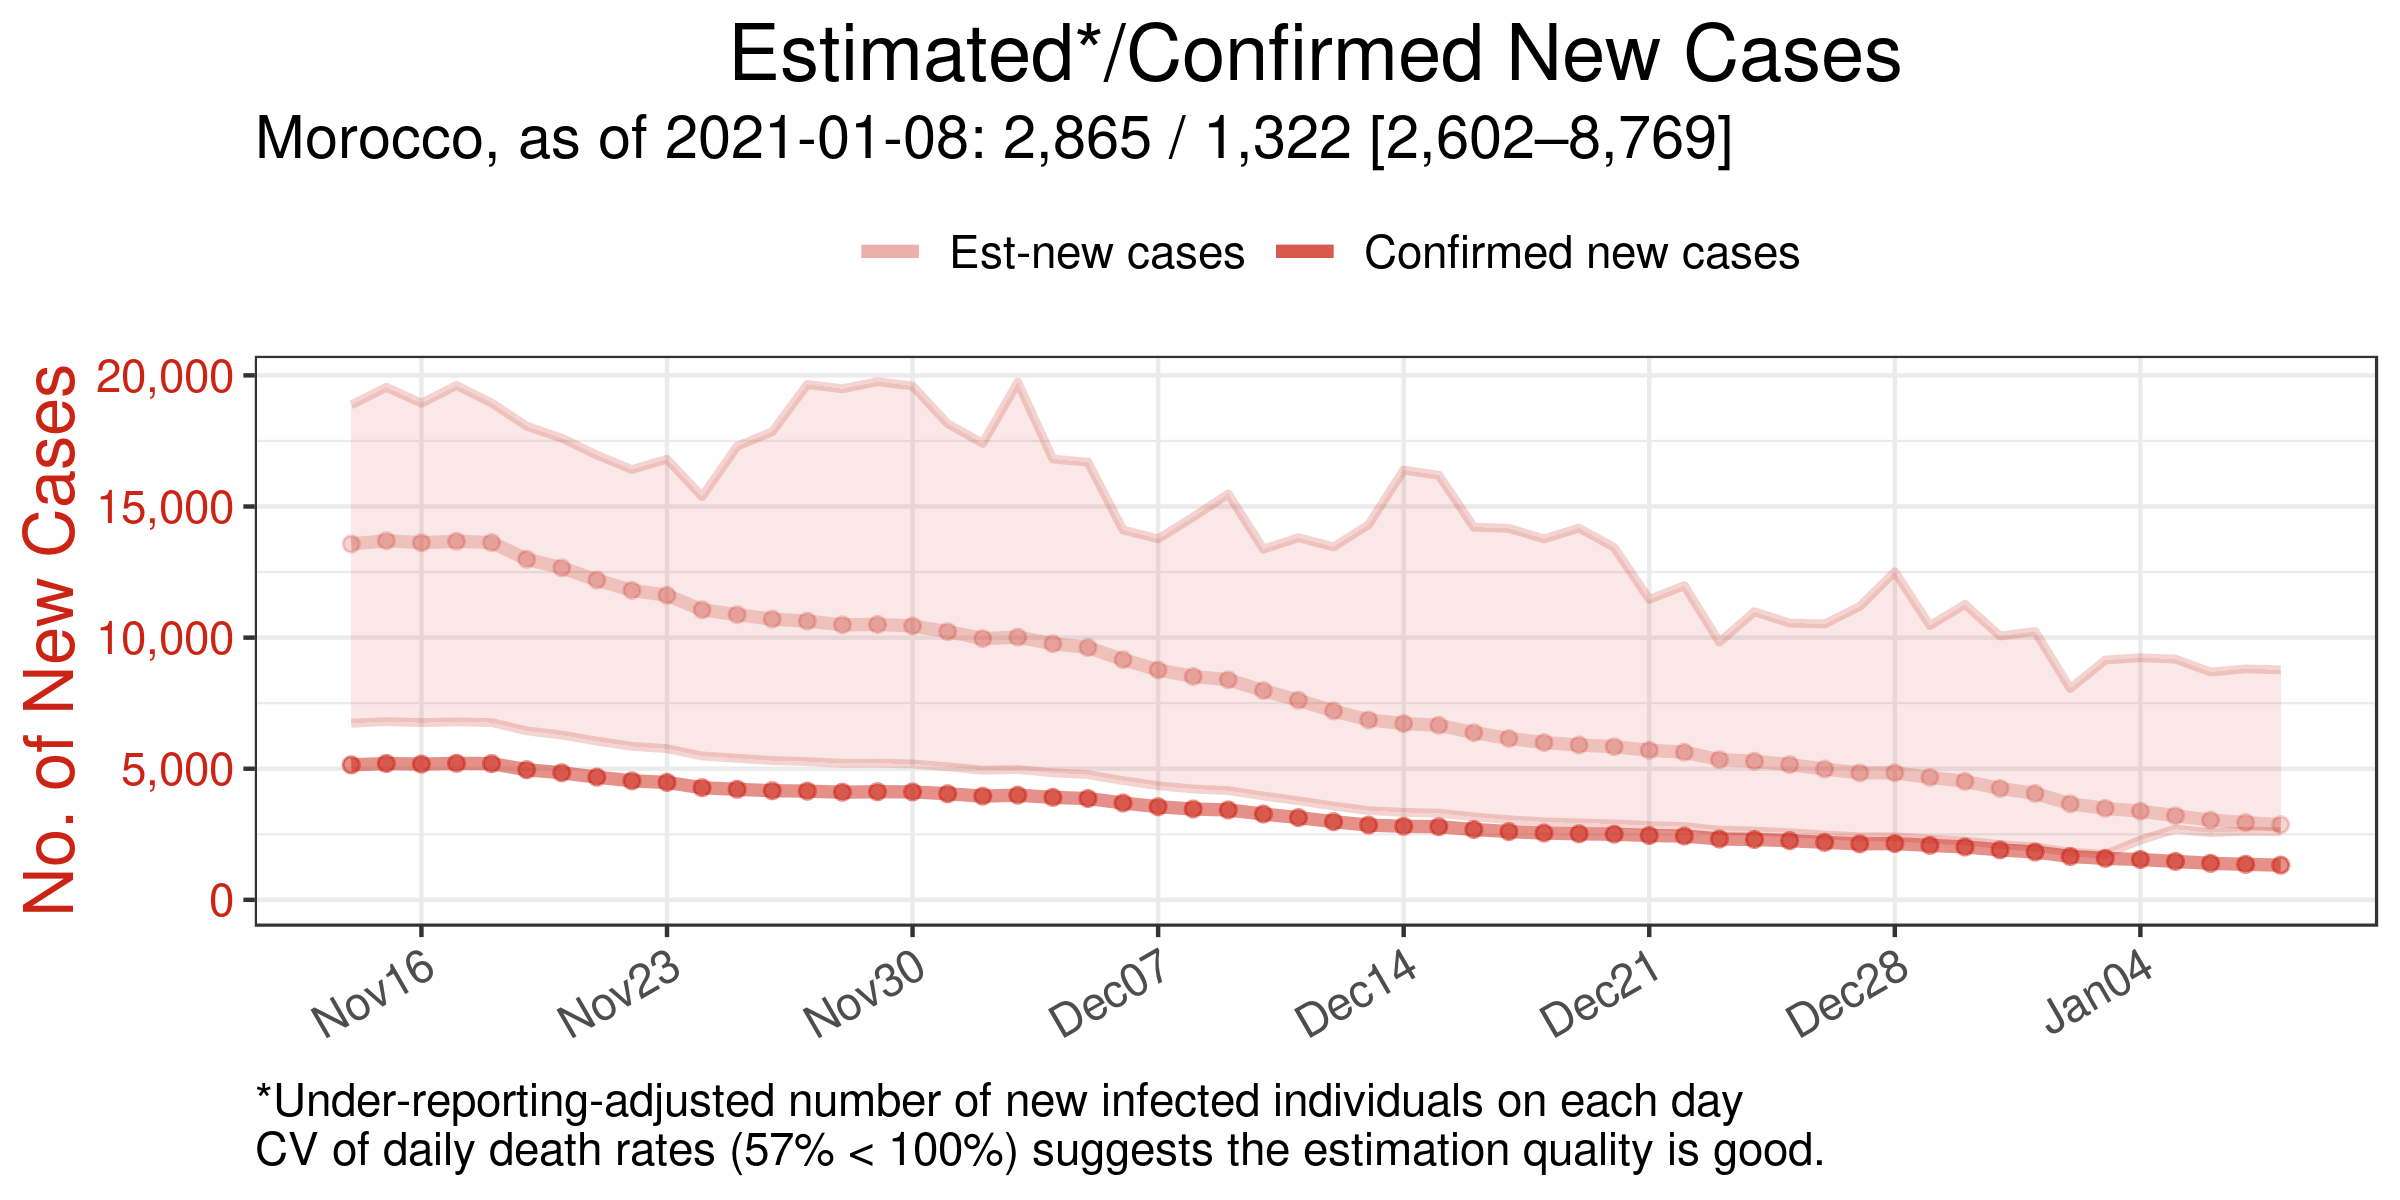 Estimated*/Confirmed New Cases
Morocco, as of 2021-01-08: 2,865 / 1,322 [2,602–8,769]
Est-new cases Confirmed new cases
No. of New Cases
20,000
15,000
10,000
5,000
0
Nov16 Nov23 Nov30 Dec07 Dec14 Dec21 Dec28 Jan04
*Under-reporting-adjusted number of new infected individuals on each day
CV of daily death rates (57% < 100%) suggests the estimation quality is good.